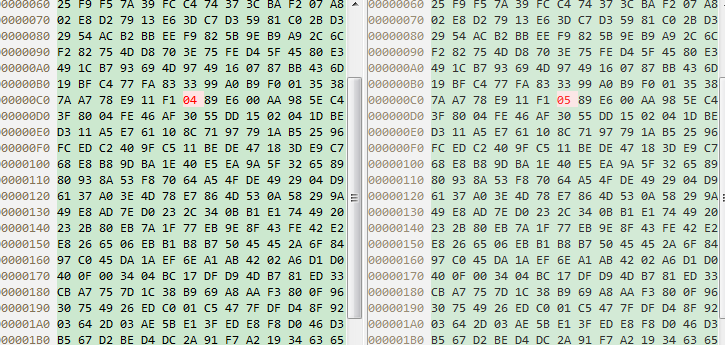 00000060 25 F9 F5 7A 39 FC C4 74 37 3C BA F2 07 A8 00000060 25 F9 F5 7A 39 FC C4 74 37 3C BA F2 07 A8
00000070 02 E8 D2 79 13 E6 3D C7 D3 59 81 C0 2B D3 00000070 02 E8 D2 79 13 E6 3D C7 D3 59 81 C0 2B D3
00000080 29 54 AC B2 BB EE F9 82 5B 9E B9 A9 2C 6C 00000080 29 54 AC B2 BB EE F9 82 5B 9E B9 A9 2C 6C
00000090 F2 82 75 4D D8 70 3E 75 FE D4 5F 45 80 E3 00000090 F2 82 75 4D D8 70 3E 75 FE D4 5F 45 80 E3
000000A0 49 1C B7 93 69 4D 97 49 16 07 87 BB 43 6D 000000A0 49 1C B7 93 69 4D 97 49 16 07 87 BB 43 6D
000000B0 19 BF C4 77 FA 83 33 99 A0 B9 F0 01 35 38 000000B0 19 BF C4 77 FA 83 33 99 A0 B9 F0 01 35 38
000000C0 7A A7 78 E9 11 F1 04 89 E6 00 AA 98 5E C4 000000C0 7A A7 78 E9 11 F1 05 89 E6 00 AA 98 5E C4
000000D0 3F 80 04 FE 46 AF 30 55 DD 15 02 04 1D BE 000000D0 3F 80 04 FE 46 AF 30 55 DD 15 02 04 1D BE
000000E0 D3 11 A5 E7 61 10 8C 71 97 79 1A B5 25 96 000000E0 D3 11 A5 E7 61 10 8C 71 97 79 1A B5 25 96
000000F0 FC ED C2 40 9F C5 11 BE DE 47 18 3D E9 C7 000000F0 FC ED C2 40 9F C5 11 BE DE 47 18 3D E9 C7
00000100 68 E8 B8 9D BA 1E 40 E5 EA 9A 5F 32 65 89 00000100 68 E8 B8 9D BA 1E 40 E5 EA 9A 5F 32 65 89
00000110 80 93 8A 53 F8 70 64 A5 4F DE 49 29 04 D9 00000110 80 93 8A 53 F8 70 64 A5 4F DE 49 29 04 D9
00000120 61 37 A0 3E 4D 78 E7 86 4D 53 0A 58 29 9A 00000120 61 37 A0 3E 4D 78 E7 86 4D 53 0A 58 29 9A
00000130 49 E8 AD 7E D0 23 2C 34 0B B1 E1 74 49 20 00000130 49 E8 AD 7E D0 23 2C 34 0B B1 E1 74 49 20
00000140 23 2B 80 EB 7A 1F 77 EB 9E 8F 43 FE 42 E2 00000140 23 2B 80 EB 7A 1F 77 EB 9E 8F 43 FE 42 E2
00000150 E8 26 65 06 EB B1 B8 B7 50 45 45 2A 6F 84 00000150 E8 26 65 06 EB B1 B8 B7 50 45 45 2A 6F 84
00000160 97 C0 45 DA 1A EF 6E A1 AB 42 02 A6 D1 D0 00000160 97 C0 45 DA 1A EF 6E A1 AB 42 02 A6 D1 D0
00000170 40 0F 00 34 04 BC 17 DF D9 4D B7 81 ED 33 00000170 40 0F 00 34 04 BC 17 DF D9 4D B7 81 ED 33
00000180 CB A7 75 7D 1C 38 B9 69 A8 AA F3 80 0F 96 00000180 CB A7 75 7D 1C 38 B9 69 A8 AA F3 80 0F 96
00000190 30 75 49 26 ED C0 01 C5 47 7F DF D4 8F 92 00000190 30 75 49 26 ED C0 01 C5 47 7F DF D4 8F 92
000001A0 03 64 2D 03 AE 5B E1 3F ED E8 F8 D0 46 D3 000001A0 03 64 2D 03 AE 5B E1 3F ED E8 F8 D0 46 D3
000001B0 B5 67 D2 BE D4 DC 2A 91 F7 A2 19 34 63 65 000001B0 B5 67 D2 BE D4 DC 2A 91 F7 A2 19 34 63 65